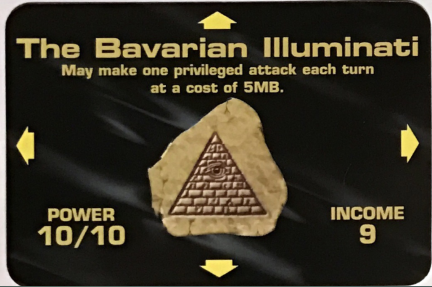 The Bavarian Illuminati
May make one privileged attack each turn
at a cost of 5MB.
POWER
10/10
INCOME
9